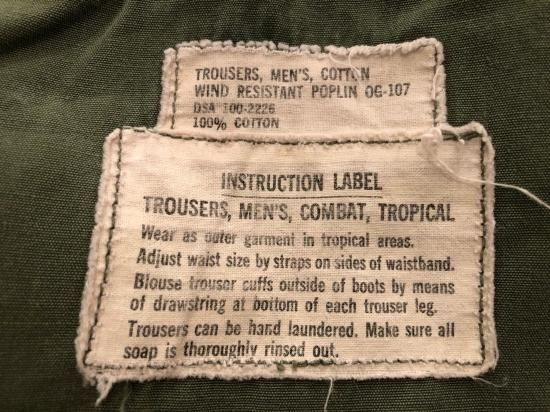 TROUSERS, MEN'S, COTTON
WIND RESISTANT POPLIN OG-107
DSA 100-2226
100% COTTON
INSTRUCTION LABEL
TROUSERS, MEN'S, COMBAT, TROPICAL
Wear as outer garment in tropical areas.
Adjust waist size by straps on sides of waistband.
Blouse trouser cuffs outside of boots by means
of drawstring at bottom of each trouser leg.
Trousers can be hand laundered. Make sure all
soap is thoroughly rinsed out.